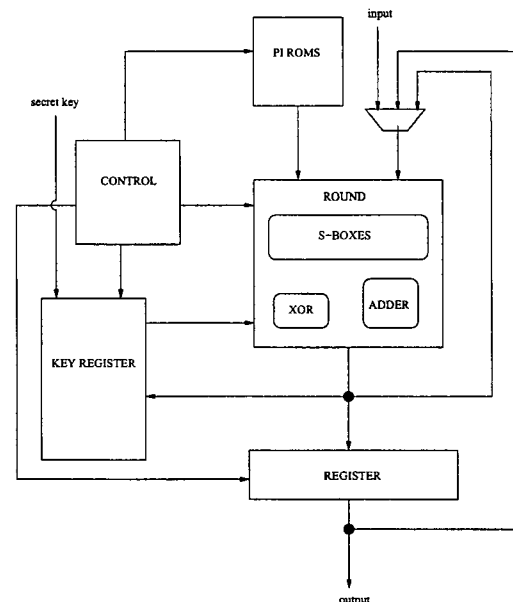 input
PI ROMS
secret key
CONTROL
ROUND
S-BOXES
XOR
ADDER
KEY REGISTER
REGISTER
output